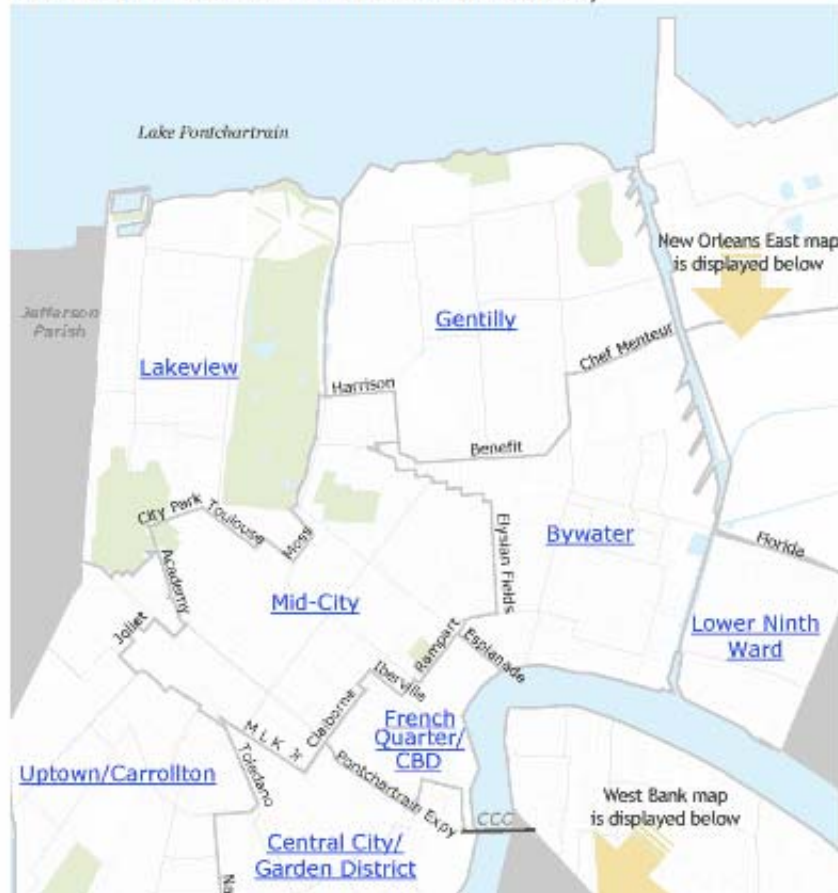 Lake Pontchartrain
New Orleans East map
is displayed below
Jefferson
Parish
Gentilly
Chef Menteur
Lakeview
Harrison
Benefit
City Park
Toulouse
Moss
Elysian Fields
Bywater
Florida
Academy
Mid-City
Lower Ninth
Ward
Joliet
Rampart
Esplanade
Iberville
Claiborne
French
Quarter/
CBD
M L K Jr
Toledano
Uptown/Carrollton
Pontchartrain Expy
CCC
West Bank map
is displayed below
Central City/
Garden District